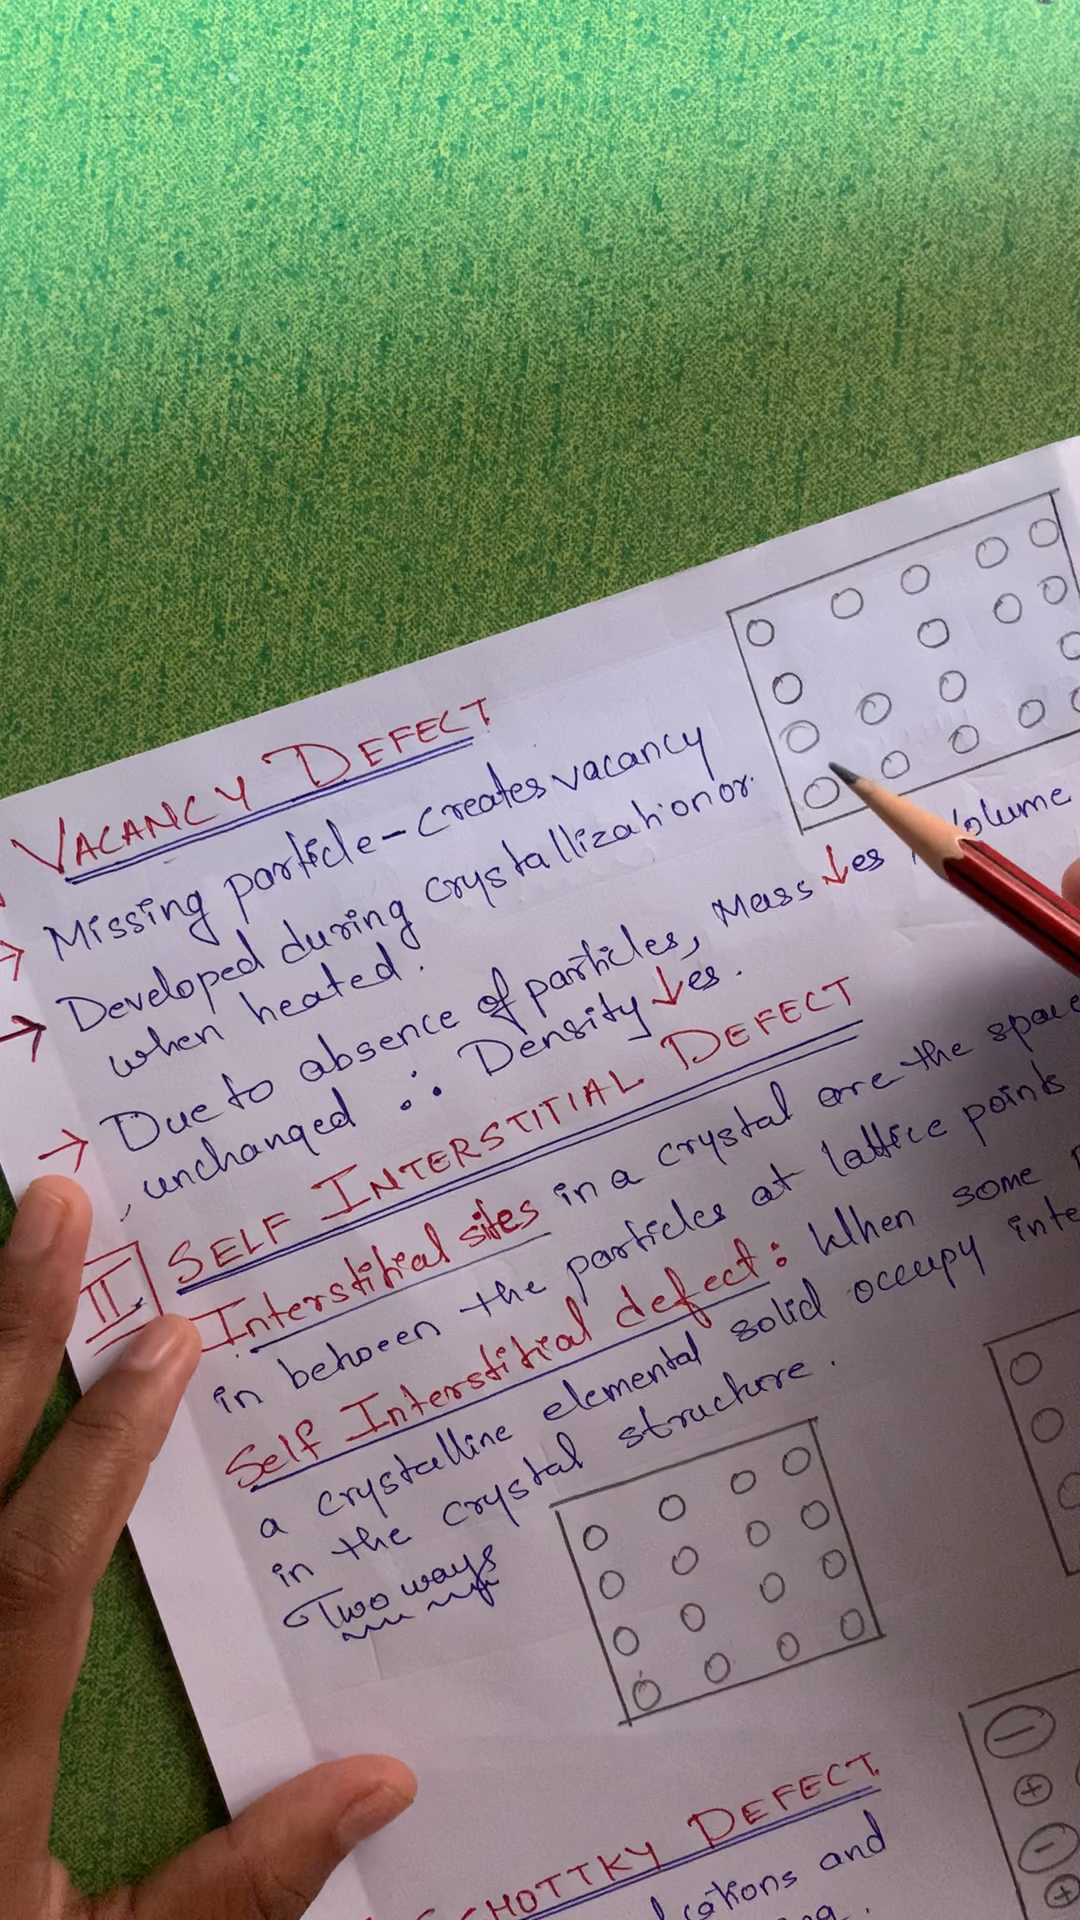 VACANCY DEFECT
→ Missing particle - creates vacancy
→ Developed during crystallization or
when heated.
→ Due to absence of particles, Mass ↓es, Volume
unchanged ∴ Density ↓es.
II SELF INTERSTITIAL DEFECT
Interstitial sites in a crystal are the space
in between the particles at lattice points
Self Interstitial defect: When some
a crystalline elemental solid occupy inte
in the crystal structure.
Two ways
CHOTTKY DEFECT
cations and